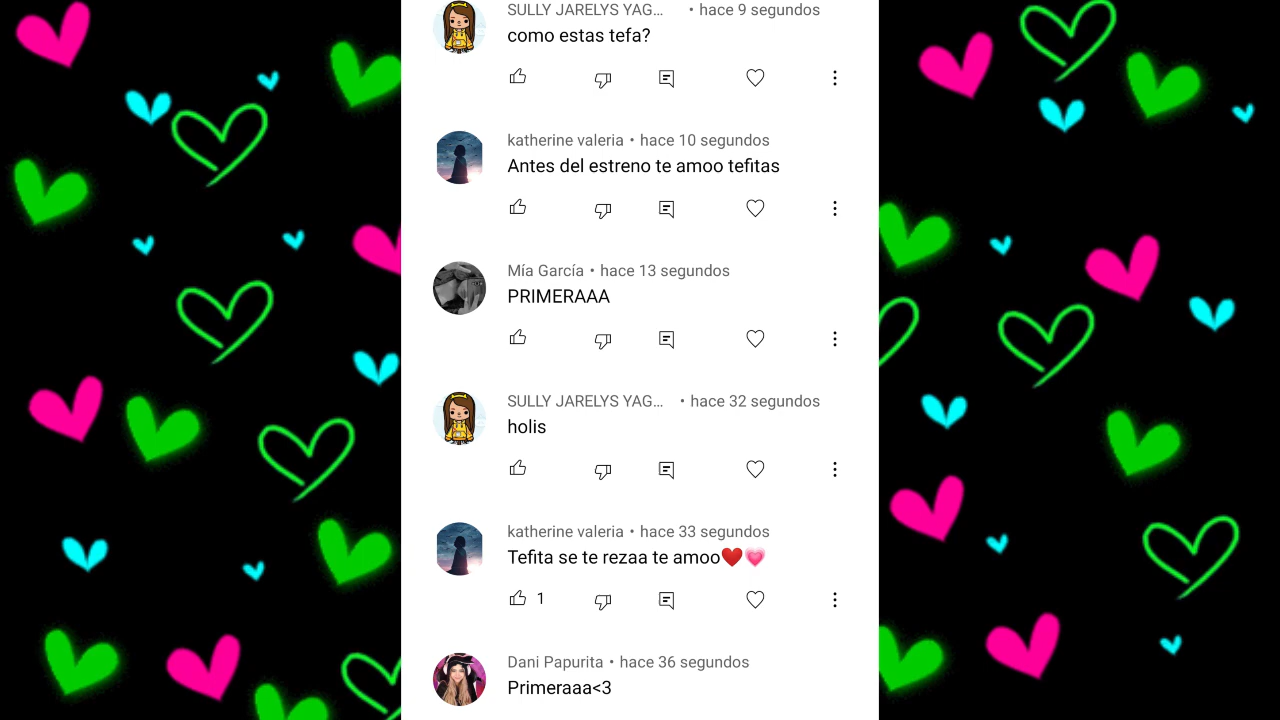 SULLY JARELYS YAG... • hace 9 segundos
como estas tefa?
katherine valeria • hace 10 segundos
Antes del estreno te amoo tefitas
Mía García • hace 13 segundos
PRIMERAAA
SULLY JARELYS YAG... • hace 32 segundos
holis
katherine valeria • hace 33 segundos
Tefita se te rezaa te amoo❤️💗
1
Dani Papurita • hace 36 segundos
Primeraaa<3